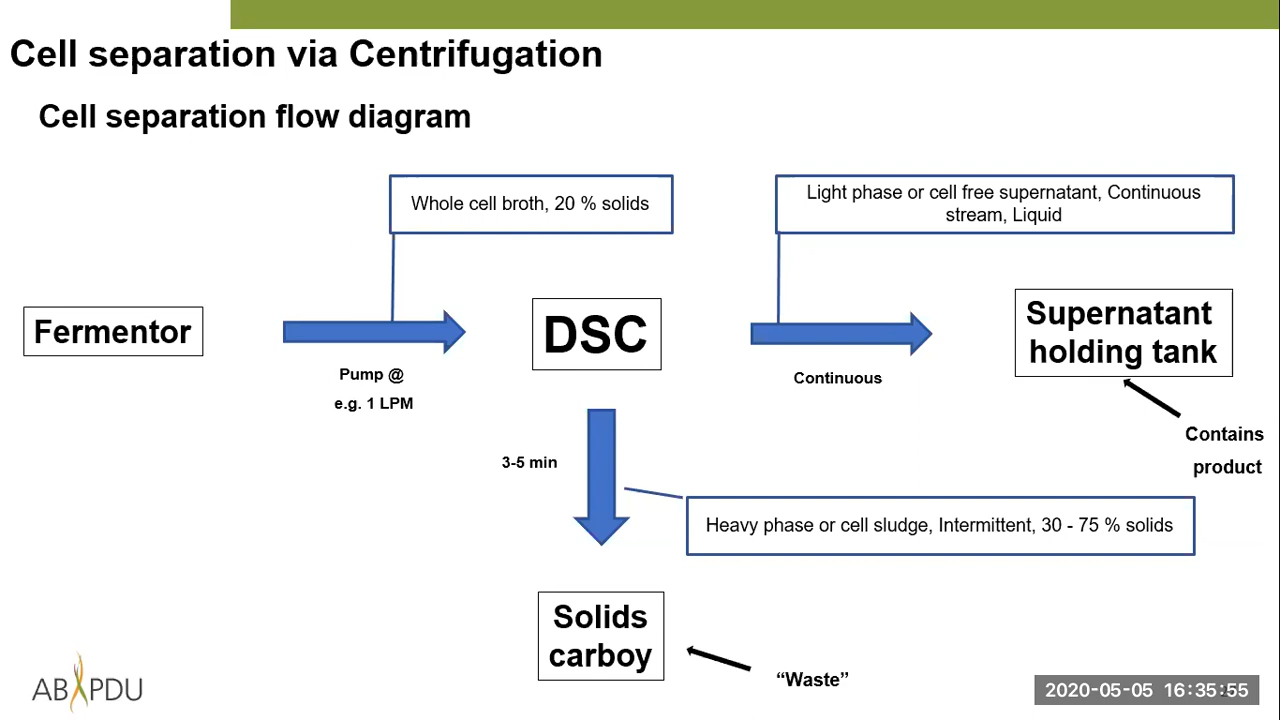 Cell separation via Centrifugation
Cell separation flow diagram
Whole cell broth, 20 % solids
Light phase or cell free supernatant, Continuous
stream, Liquid
Fermentor
DSC
Supernatant
holding tank
Pump @
e.g. 1 LPM
Continuous
Contains
product
3-5 min
Heavy phase or cell sludge, Intermittent, 30 - 75 % solids
Solids
carboy
“Waste”
ABPDU
2020-05-05 16:35:55